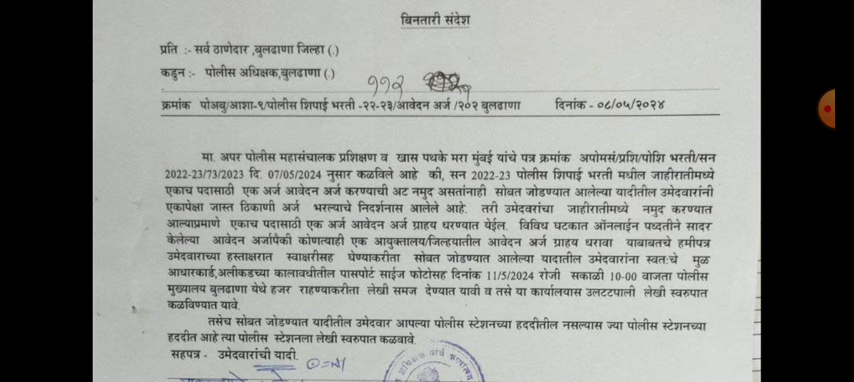 बिनतारी संदेश
प्रति :- सर्व ठाणेदार ,बुलढाणा जिल्हा (.)
कडुन :- पोलीस अधिक्षक,बुलढाणा (.)
११२
क्रमांक पोअबु/आशा-९/पोलीस शिपाई भरती -२२-२३/आवेदन अर्ज /२०२ बुलढाणा दिनांक -०८/०५/२०२४
मा. अपर पोलीस महासंचालक प्रशिक्षण व खास पथके मरा मुंबई यांचे पत्र क्रमांक अपोमसं/प्रशि/पोशि भरती/सन
2022-23/73/2023 दि. 07/05/2024 नुसार कळविले आहे की, सन 2022-23 पोलीस शिपाई भरती मधील जाहीरातीमध्ये
एकाच पदासाठी एक अर्ज आवेदन अर्ज करण्याची अट नमुद असतांनाही सोबत जोडण्यात आलेल्या यादीतील उमेदवारांनी
एकापेक्षा जास्त ठिकाणी अर्ज भरल्याचे निदर्शनास आलेले आहे. तरी उमेदवारांचा जाहीरातीमध्ये नमुद करण्यात
आल्याप्रमाणे एकाच पदासाठी एक अर्ज आवेदन अर्ज ग्राहय धरण्यात येईल. विविध घटकात ऑनलाईन पध्दतीने सादर
केलेल्या आवेदन अर्जापैकी कोणत्याही एक आयुक्तालय/जिल्हयातील आवेदन अर्ज ग्राहय धरावा याबाबतचे हमीपत्र
उमेदवाराच्या हस्ताक्षरात स्वाक्षरीसह घेण्याकरीता सोबत जोडण्यात आलेल्या यादातील उमेदवारांना स्वतःचे मुळ
आधारकार्ड,अलीकडच्या कालावधीतील पासपोर्ट साईज फोटोसह दिनांक 11/5/2024 रोजी सकाळी 10-00 वाजता पोलीस
मुख्यालय बुलढाणा येथे हजर राहण्याकरीता लेखी समज देण्यात यावी व तसे या कार्यालयास उलटटपाली लेखी स्वरुपात
कळविण्यात यावे.
तसेच सोबत जोडण्यात यादीतील उमेदवार आपल्या पोलीस स्टेशनच्या हददीतील नसल्यास ज्या पोलीस स्टेशनच्या
हददीत आहे त्या पोलीस स्टेशनला लेखी स्वरुपात कळवावे.
सहपत्र - उमेदवारांची यादी.